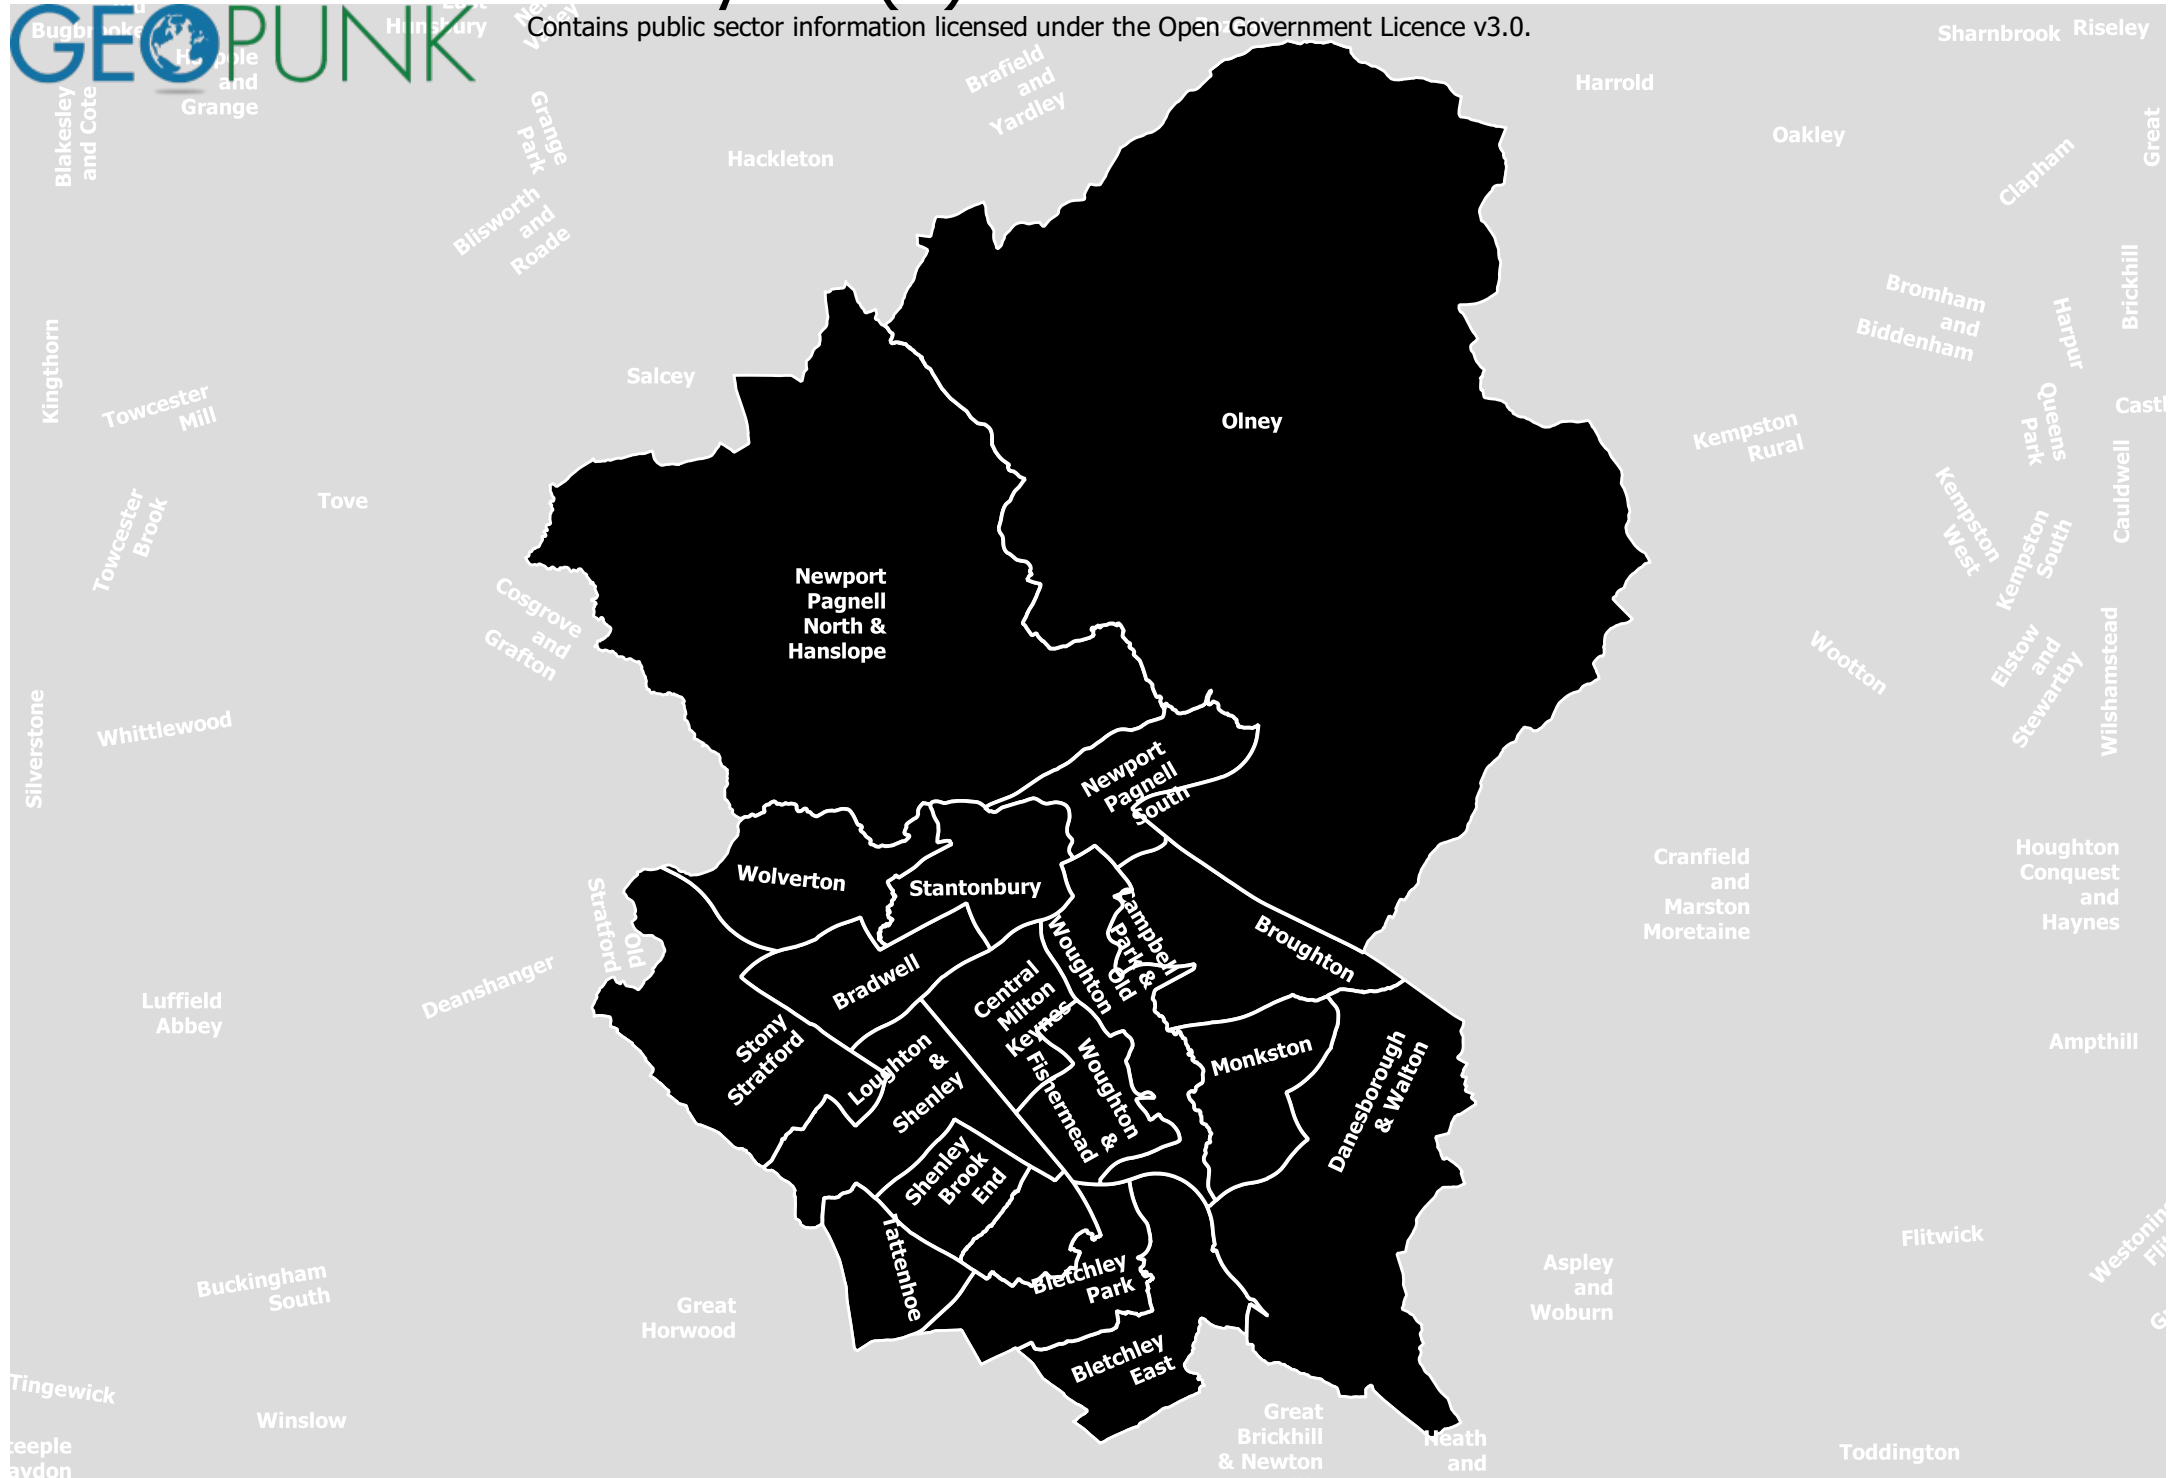 GEOPUNK
Contains public sector information licensed under the Open Government Licence v3.0.
Bugbrooke
Hunsbury
Harpole
and
Grange
Blakesley
and Cote
Grange
Park
Brafield
and
Yardley
Harrold
Sharnbrook
Riseley
Oakley
Great
Clapham
Hackleton
Blisworth
and
Roade
Bromham
and
Biddenham
Harpur
Brickhill
Kingthorn
Towcester
Mill
Salcey
Olney
Queens
Park
Kempston
Rural
Cauldwell
Tove
Towcester
Brook
Kempston
West
Kempston
South
Newport
Pagnell
North &
Hanslope
Cosgrove
and
Grafton
Wootton
Elstow
and
Stewartby
Wilshamstead
Silverstone
Whittlewood
Newport
Pagnell
South
Wolverton
Stantonbury
Old
Stratford
Cranfield
and
Marston
Moretaine
Houghton
Conquest
and
Haynes
Campbell
Park &
Old
Woughton
Broughton
Bradwell
Central
Milton
Keynes
Deanshanger
Luffield
Abbey
Stony
Stratford
Loughton
&
Shenley
Monkston
Woughton
&
Fishermead
Danesborough
& Walton
Ampthill
Shenley
Brook
End
Tattenhoe
Bletchley
Park
Bletchley
East
Buckingham
South
Great
Horwood
Aspley
and
Woburn
Flitwick
Tingewick
Winslow
Great
Brickhill
& Newton
Heath
and
Toddington